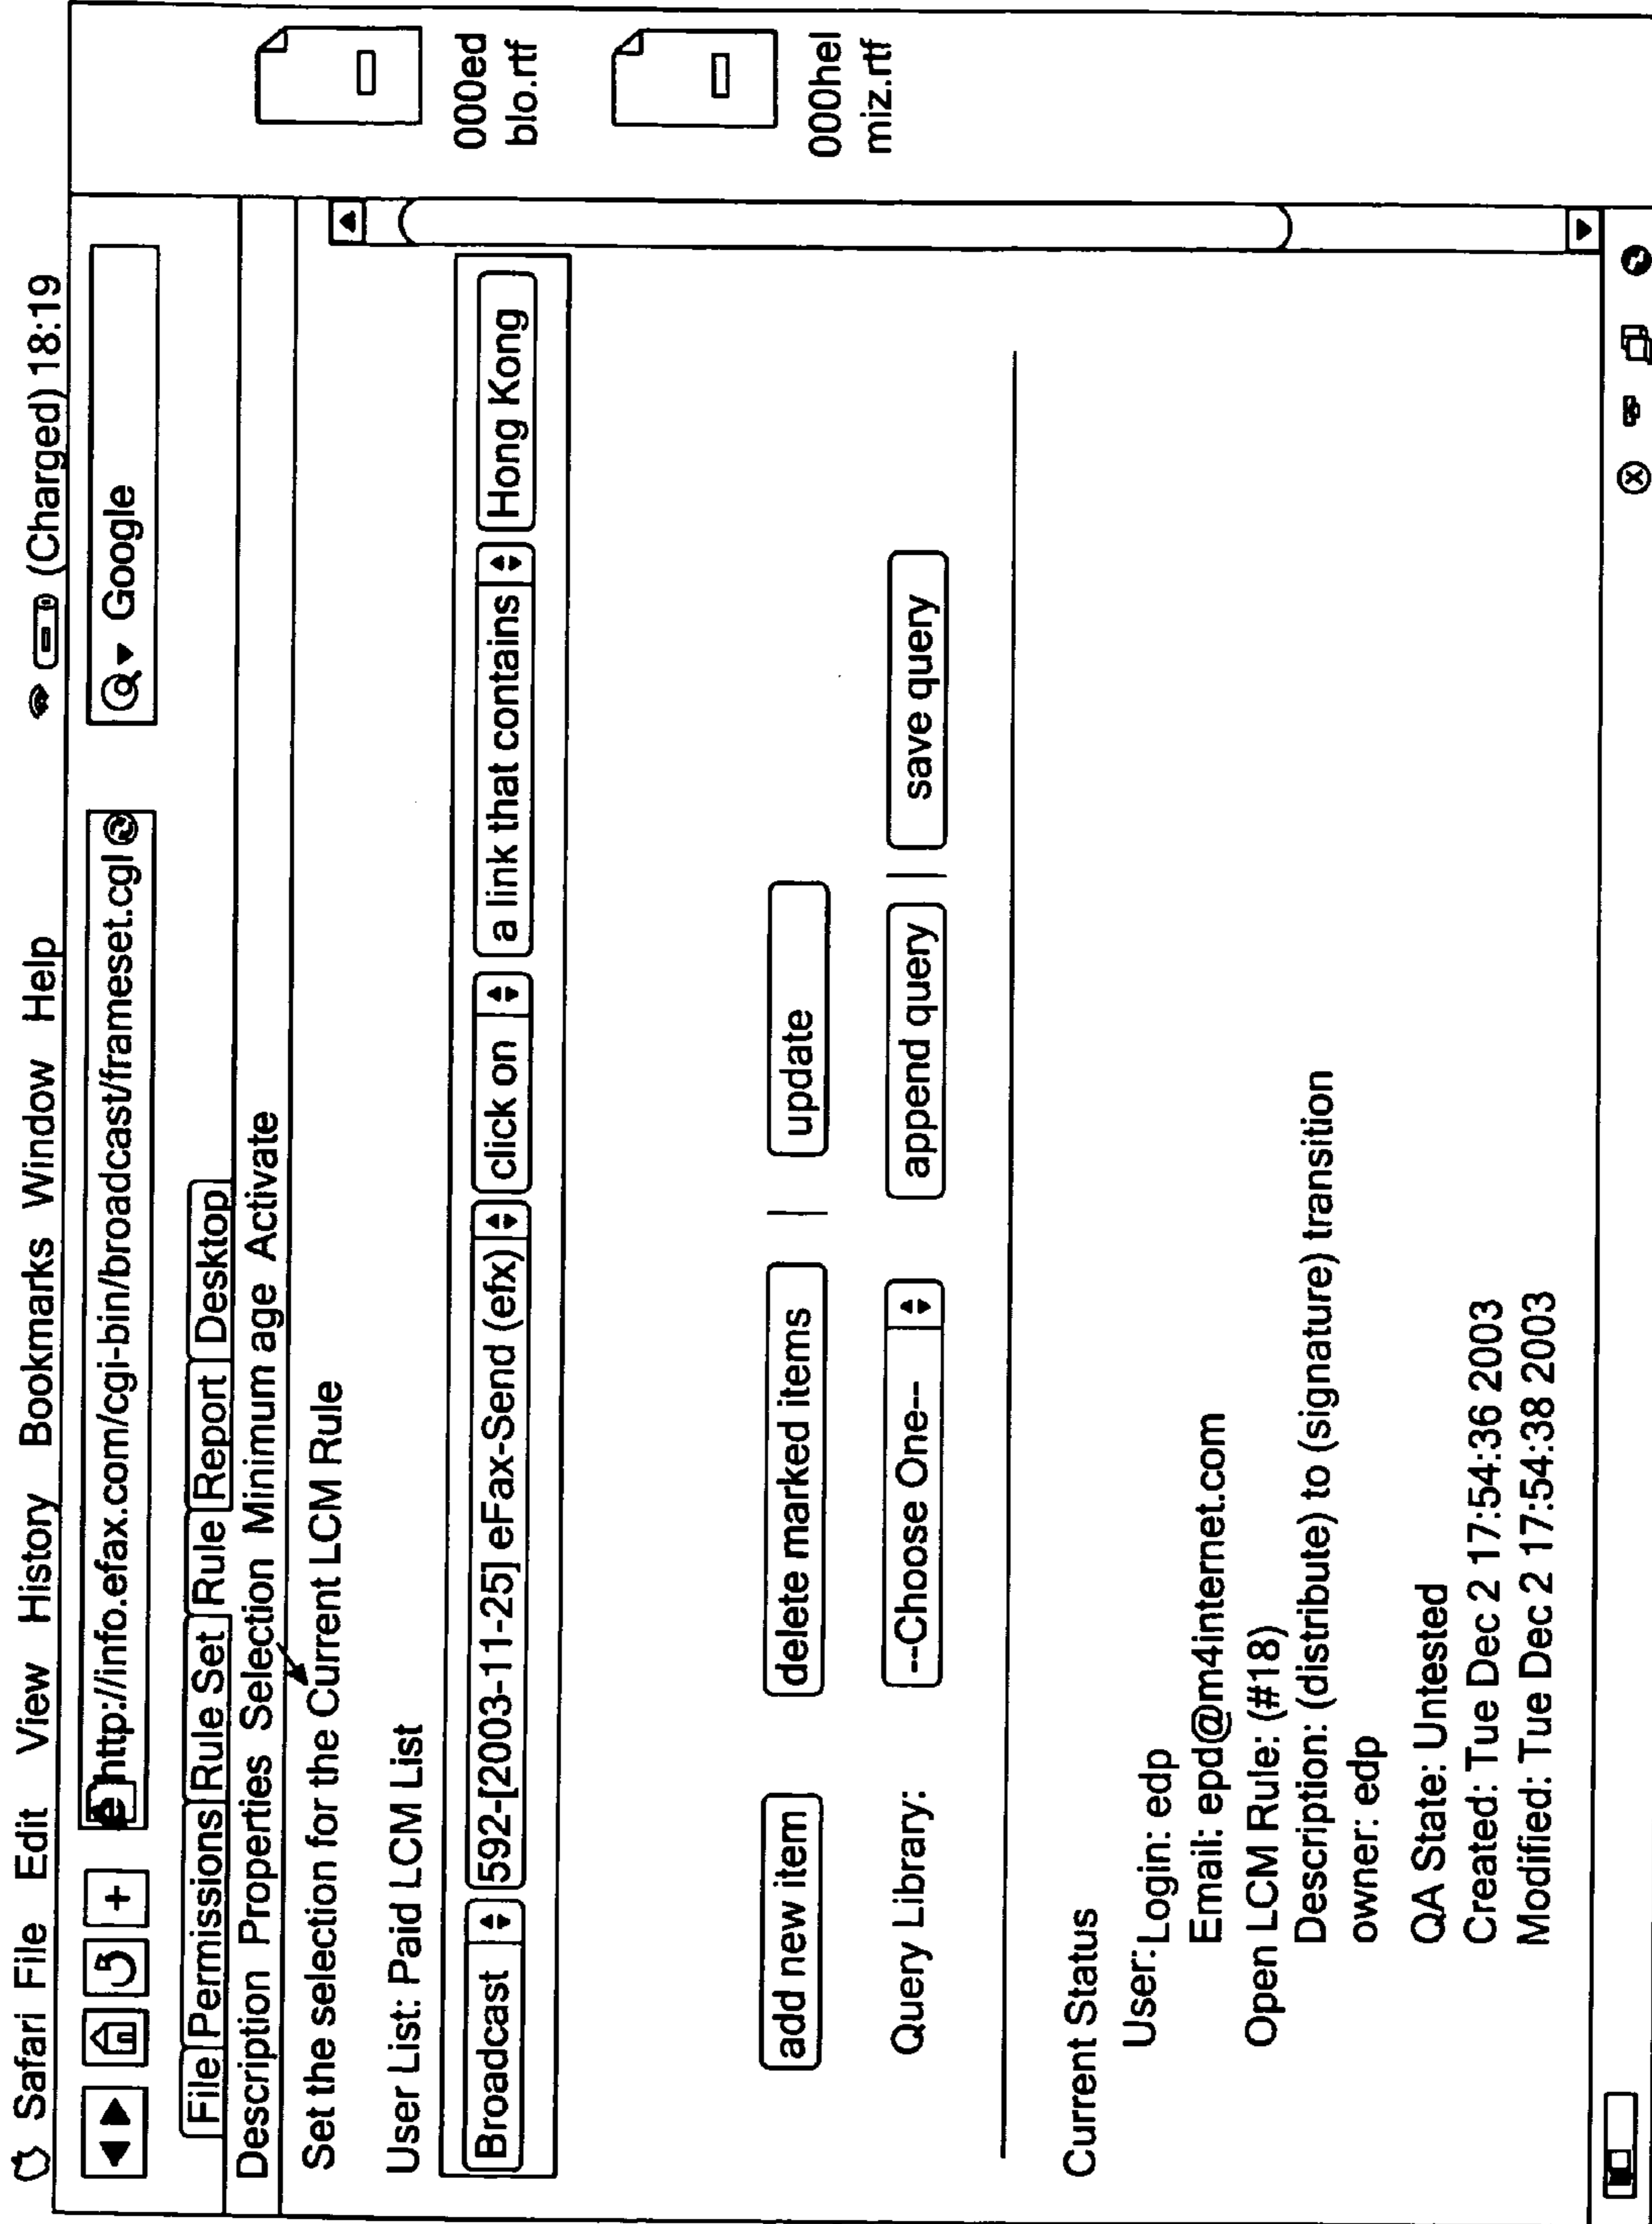 Safari File Edit View History Bookmarks Window Help (Charged) 18:19
http://info.efax.com/cgi-bin/broadcast/frameset.cgl Google
File Permissions Rule Set Rule Report Desktop
Description Properties Selection Minimum age Activate
Set the selection for the Current LCM Rule
User List: Paid LCM List
Broadcast 592-[2003-11-25] eFax-Send (efx) click on a link that contains Hong Kong
add new item delete marked items | update
Query Library: --Choose One-- append query | save query
Current Status
User: Login: edp
Email: epd@m4internet.com
Open LCM Rule: (#18)
Description: (distribute) to (signature) transition
owner: edp
QA State: Untested
Created: Tue Dec 2 17:54:36 2003
Modified: Tue Dec 2 17:54:38 2003
000ed
blo.rtf
000hel
miz.rtf